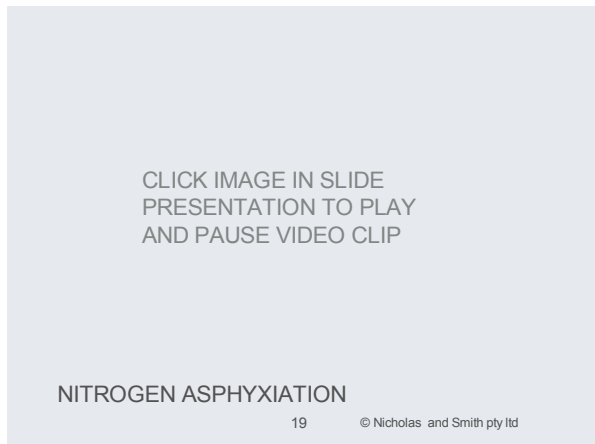 CLICK IMAGE IN SLIDE
PRESENTATION TO PLAY
AND PAUSE VIDEO CLIP
NITROGEN ASPHYXIATION
19 © Nicholas and Smith pty ltd